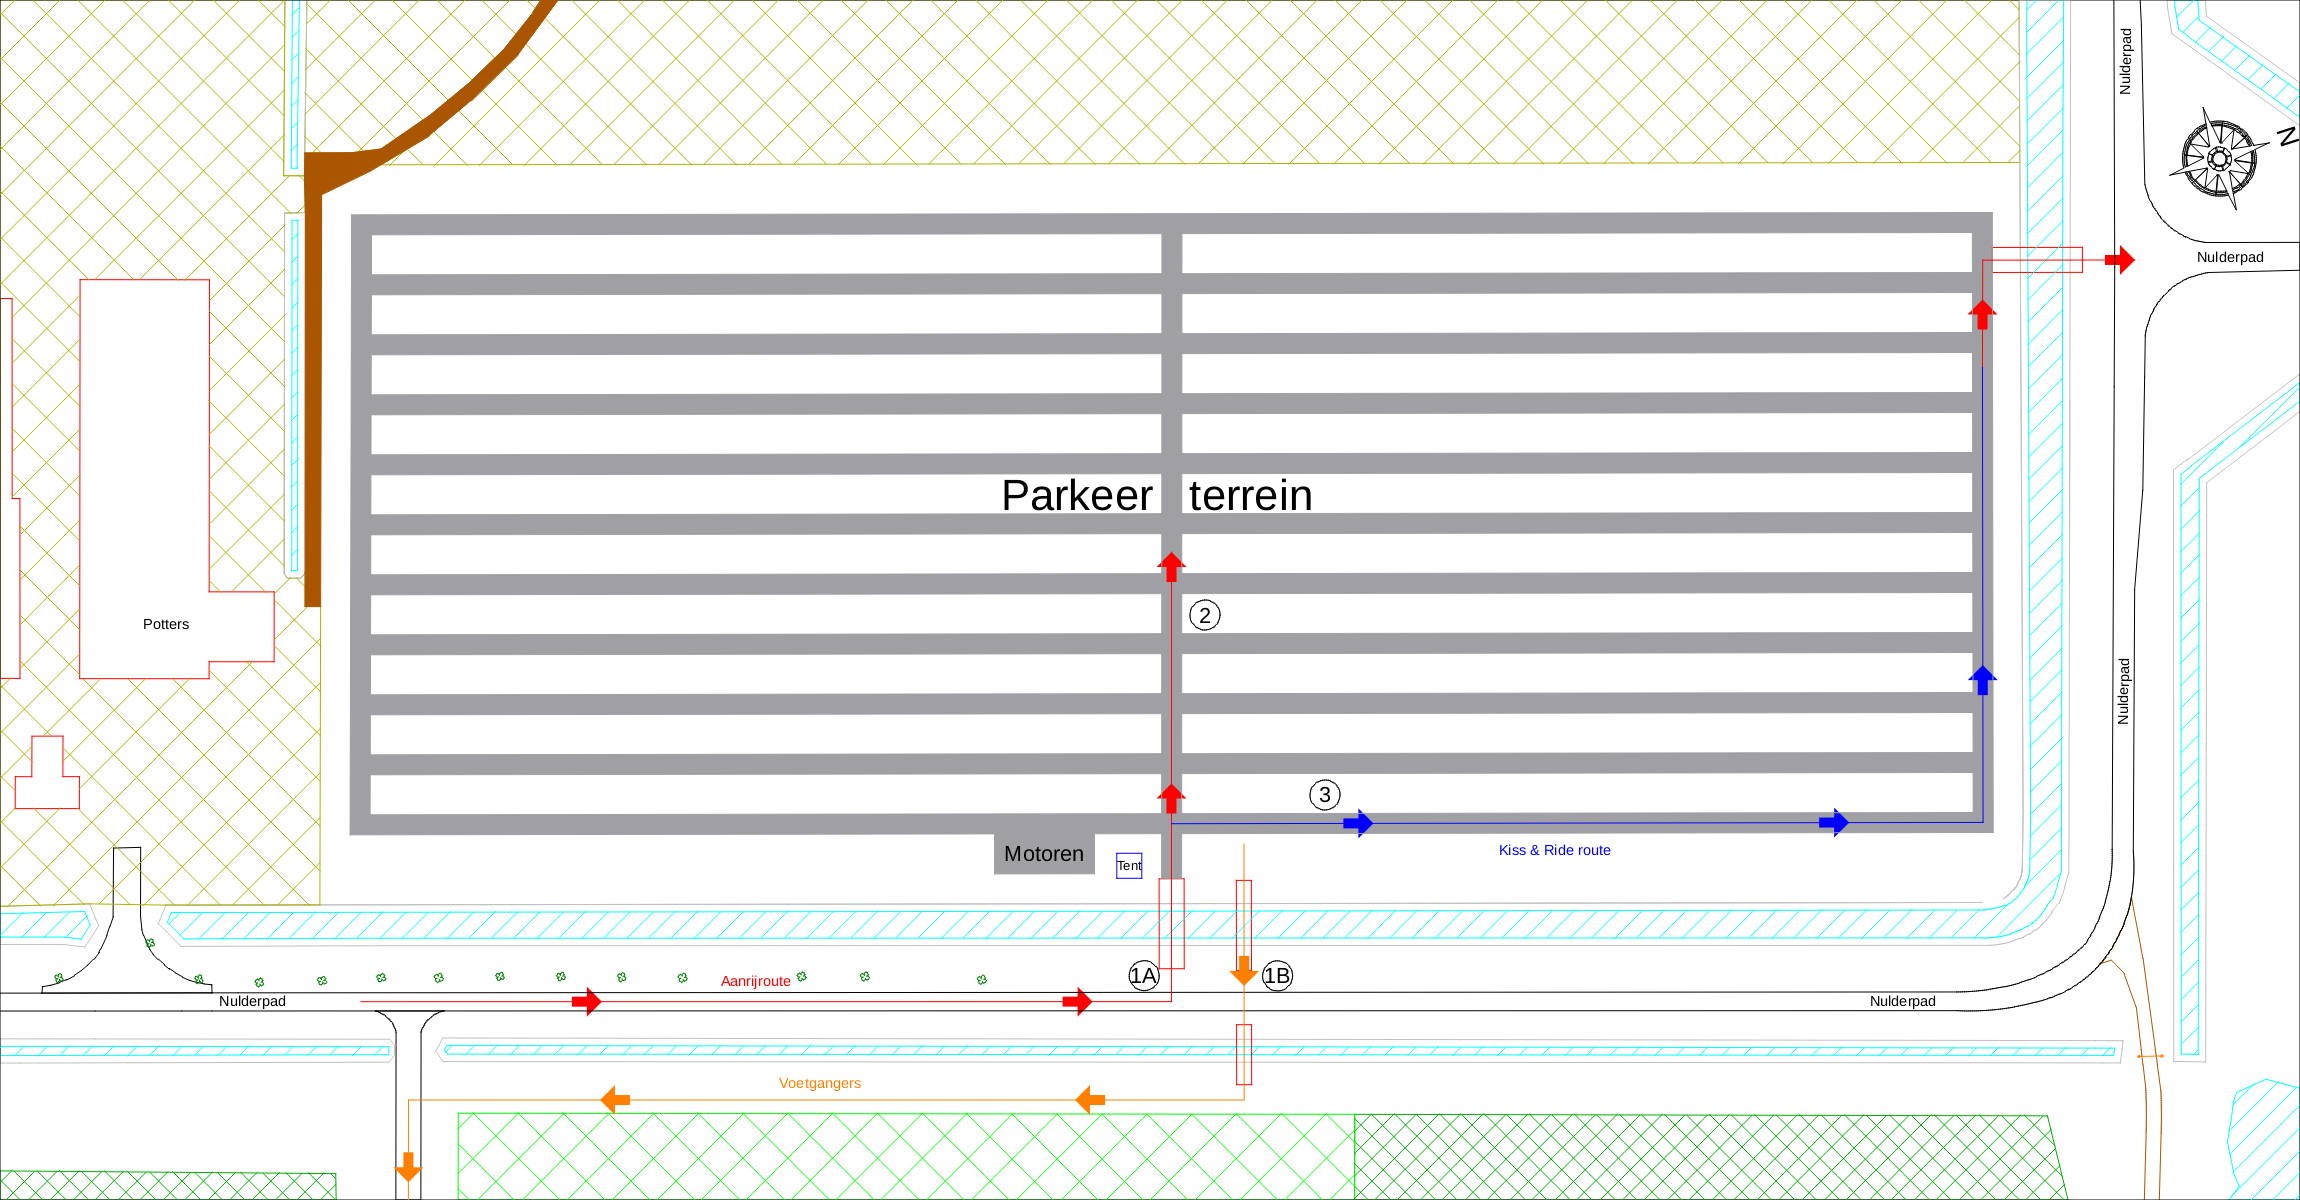 Nulderpad
N
Nulderpad
Parkeer terrein
2
Potters
Nulderpad
3
Motoren
Tent
Kiss & Ride route
1A
1B
Aanrijroute
Nulderpad
Nulderpad
Voetgangers